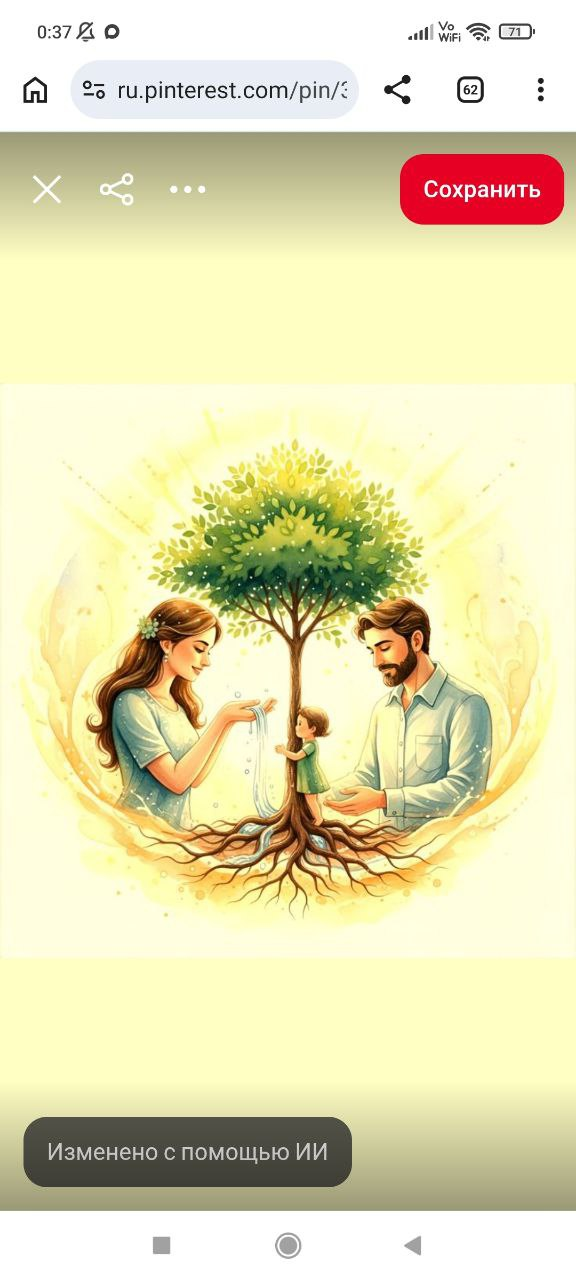 0:37
Vo
WiFi
71
ru.pinterest.com/pin/3
62
Сохранить
Изменено с помощью ИИ